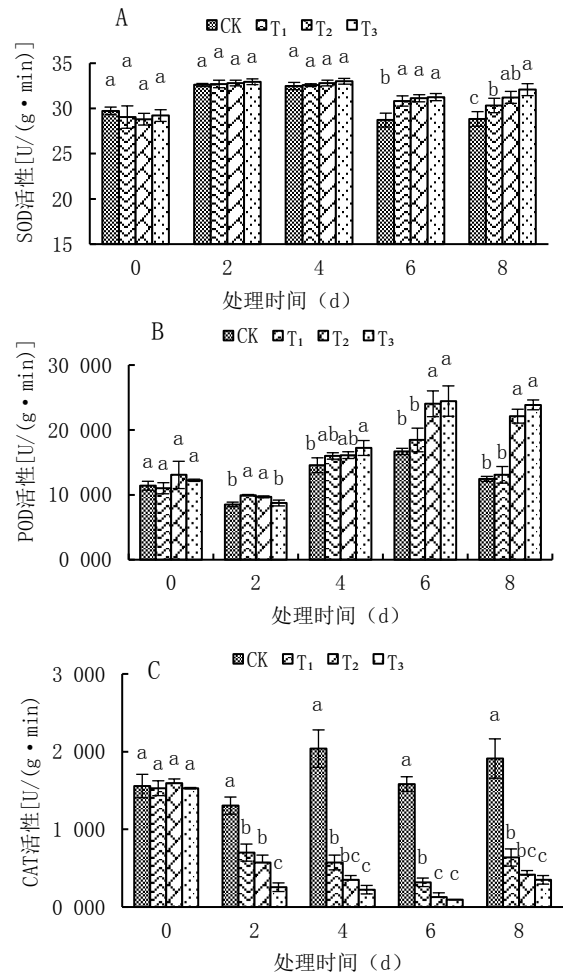 A
CK T₁ T₂ T₃
SOD活性[U/(g·min)]
35
30
25
20
15
a a a a
a a a a
a a a a
b a a a
c b ab a
0 2 4 6 8
处理时间（d）
B
CK T₁ T₂ T₃
POD活性[U/(g·min)]
30 000
20 000
10 000
0 000
a a a a
b a a b
b ab ab a
b b a a
b b a a
0 2 4 6 8
处理时间（d）
C
CK T₁ T₂ T₃
CAT活性[U/(g·min)
3 000
2 000
1 000
0 000
a a a a
a b b c
a b bc c
a b c c
a b bc c
0 2 4 6 8
处理时间（d）